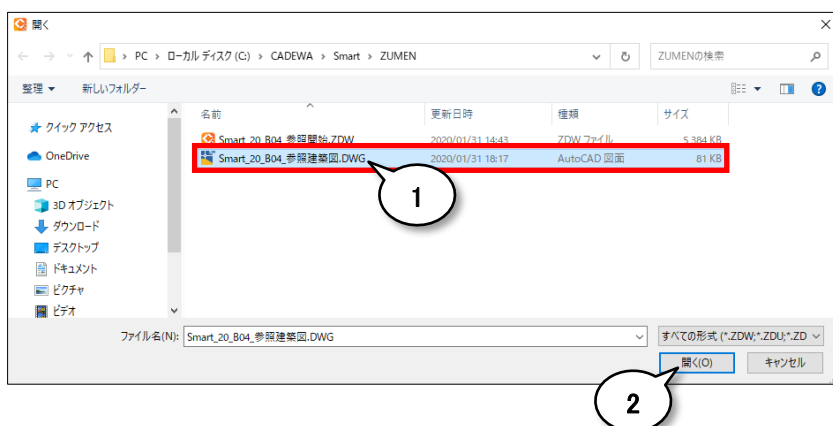 開く
PC › ローカル ディスク (C:) › CADEWA › Smart › ZUMEN
ZUMENの検索
整理
新しいフォルダー
名前 更新日時 種類 サイズ
Smart_20_B04_参照開始.ZDW 2020/01/31 14:43 ZDW ファイル 5,384 KB
Smart_20_B04_参照建築図.DWG 2020/01/31 18:17 AutoCAD 図面 81 KB
1
クイック アクセス
OneDrive
PC
3D オブジェクト
ダウンロード
デスクトップ
ドキュメント
ピクチャ
ビデオ
ファイル名(N): Smart_20_B04_参照建築図.DWG
すべての形式 (*.ZDW;*.ZDU;*.ZD
開く(O) キャンセル
2